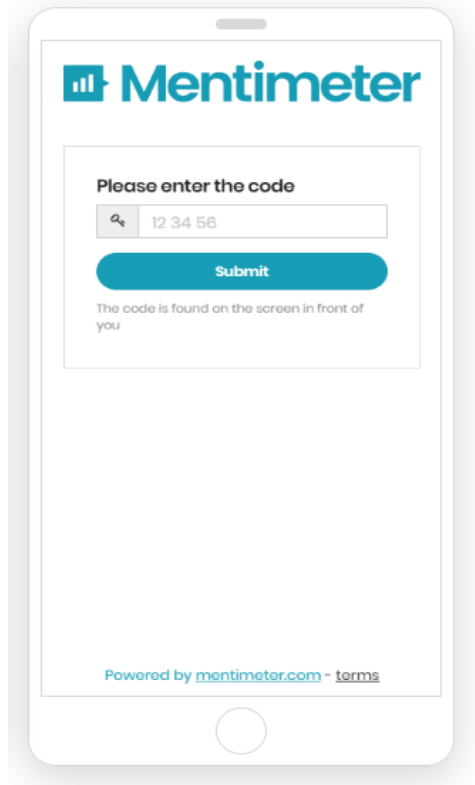 Mentimeter
Please enter the code
12 34 56
Submit
The code is found on the screen in front of
you
Powered by mentimeter.com - terms